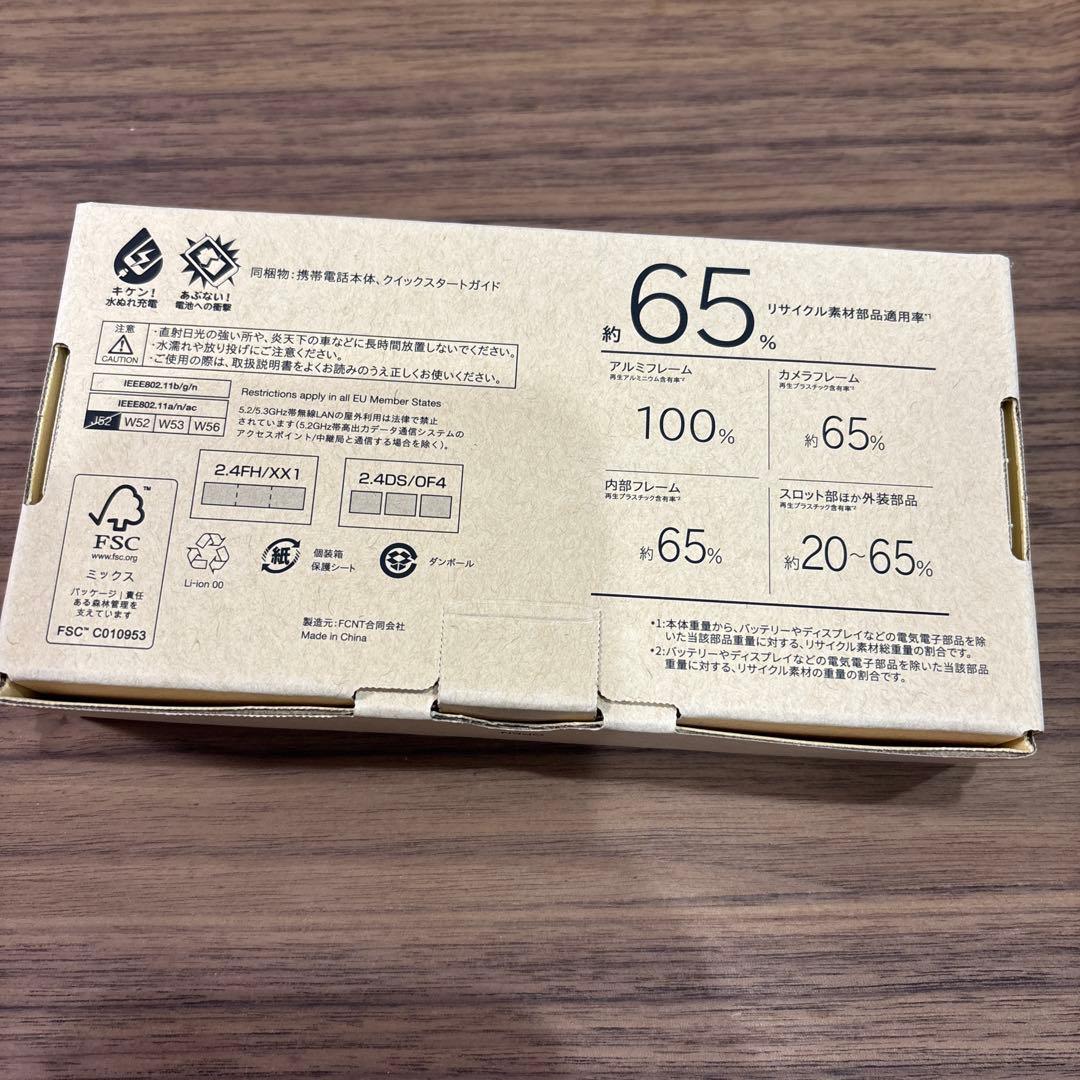 キケン!
水ぬれ充電
あぶない!
電池への衝撃
同梱物:携帯電話本体、クイックスタートガイド
注意
CAUTION
・直射日光の強い所や、炎天下の車などに長時間放置しないでください。
・水濡れや放り投げにご注意ください。
・ご使用の際は、取扱説明書をよくお読みのうえ正しくお使いください。
IEEE802.11b/g/n
IEEE802.11a/n/ac
J52 W52 W53 W56
Restrictions apply in all EU Member States
5.2/5.3GHz帯無線LANの屋外利用は法律で禁止
されています(5.2GHz帯高出力データ通信システムの
アクセスポイント/中継局と通信する場合を除く)。
2.4FH/XX1
2.4DS/OF4
FSC
www.fsc.org
ミックス
パッケージ|責任
ある森林管理を
支えています
FSC™ C010953
Li-ion 00
紙
個装箱
保護シート
ダンボール
製造元:FCNT合同会社
Made in China
約65%
リサイクル素材部品適用率*1
アルミフレーム
再生アルミニウム含有率*2
100%
カメラフレーム
再生プラスチック含有率*2
約65%
内部フレーム
再生プラスチック含有率*2
約65%
スロット部ほか外装部品
再生プラスチック含有率*2
約20~65%
*1:本体重量から、バッテリーやディスプレイなどの電気電子部品を除
いた当該部品重量に対する、リサイクル素材総重量の割合です。
*2:バッテリーやディスプレイなどの電気電子部品を除いた当該部品
重量に対する、リサイクル素材の重量の割合です。